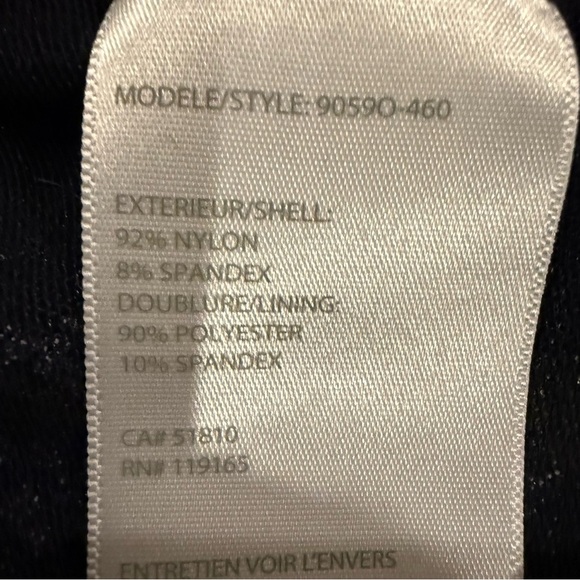 MODELE/STYLE: 9059O-460
EXTERIEUR/SHELL:
92% NYLON
8% SPANDEX
DOUBLURE/LINING:
90% POLYESTER
10% SPANDEX
CA# 51810
RN# 119165
ENTRETIEN VOIR L'ENVERS